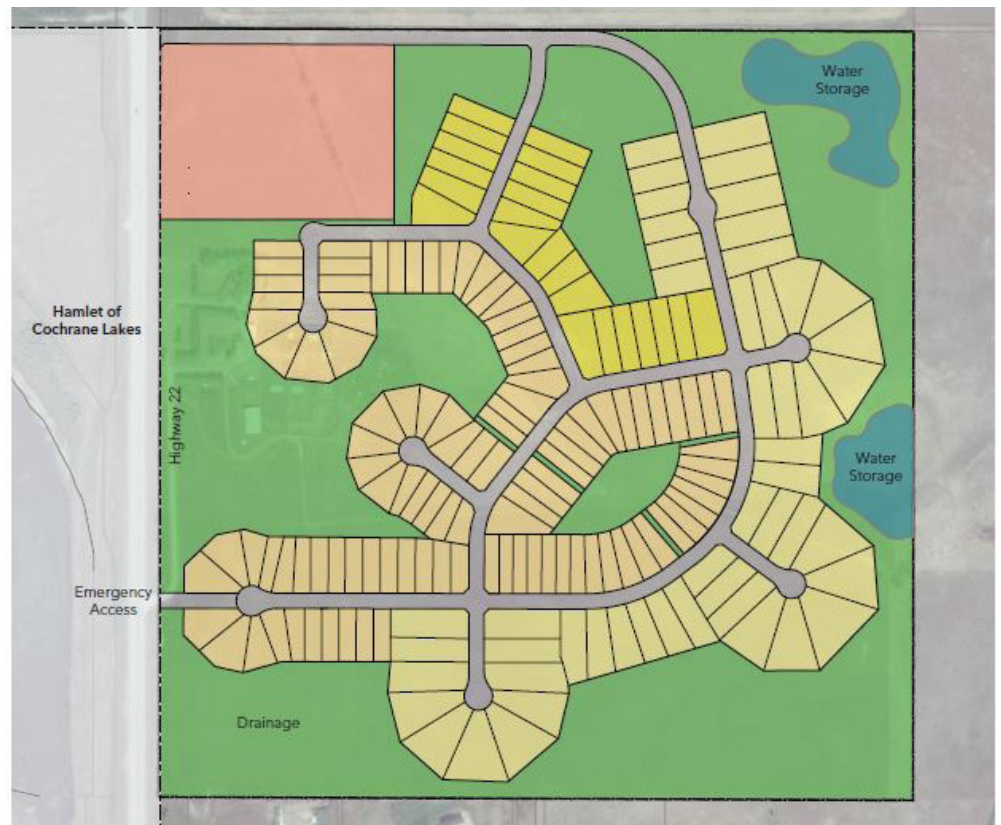 Water
Storage
Hamlet of
Cochrane Lakes
Highway 22
Water
Storage
Emergency
Access
Drainage